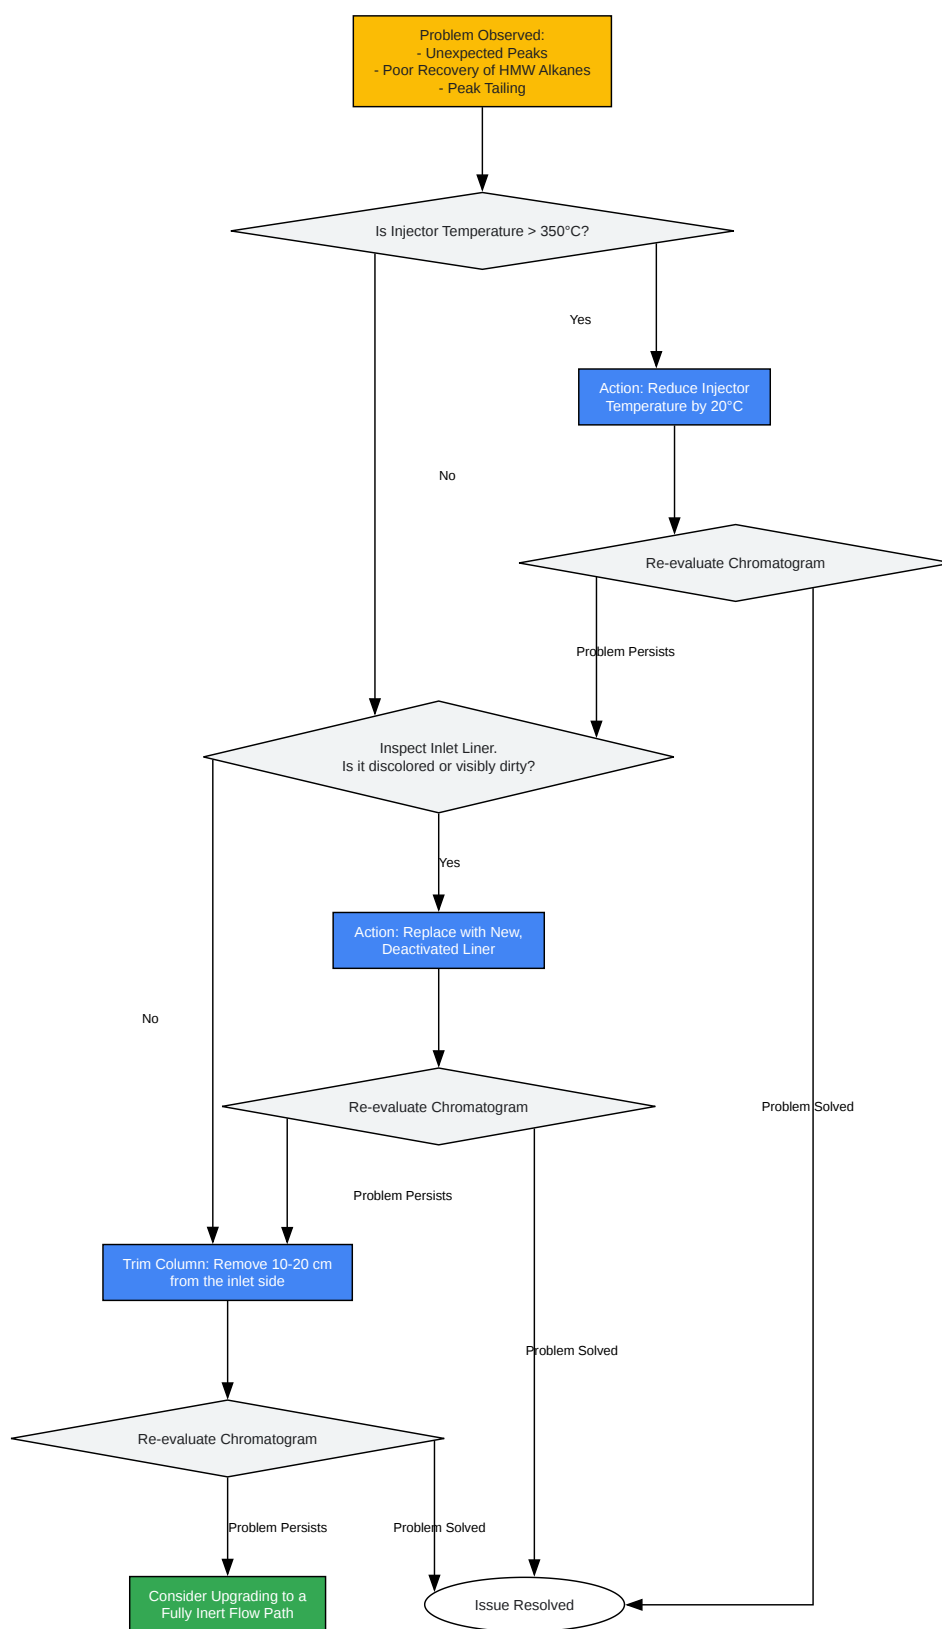 Problem Observed:
- Unexpected Peaks
- Poor Recovery of HMW Alkanes
- Peak Tailing
Is Injector Temperature > 350°C?
Yes
Action: Reduce Injector
Temperature by 20°C
No
Re-evaluate Chromatogram
Problem Persists
Inspect Inlet Liner.
Is it discolored or visibly dirty?
Yes
Action: Replace with New,
Deactivated Liner
No
Re-evaluate Chromatogram
Problem Solved
Problem Persists
Trim Column: Remove 10-20 cm
from the inlet side
Problem Solved
Re-evaluate Chromatogram
Problem Persists
Problem Solved
Consider Upgrading to a
Fully Inert Flow Path
Issue Resolved